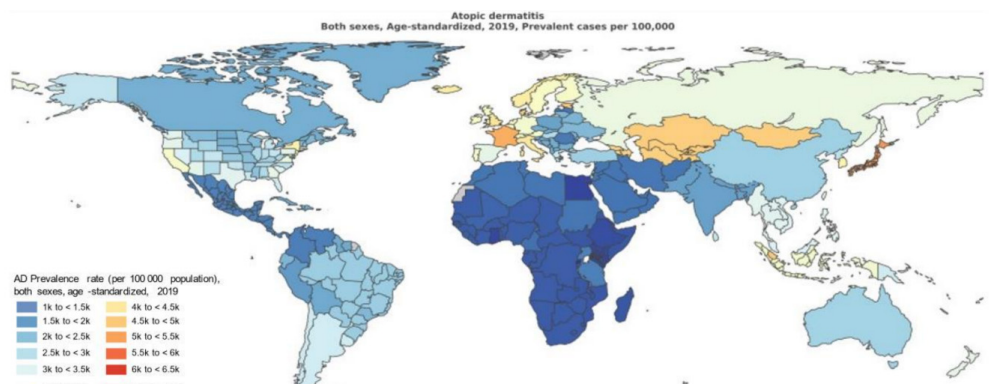 Atopic dermatitis
Both sexes, Age-standardized, 2019, Prevalent cases per 100,000
AD Prevalence rate (per 100 000 population),
both sexes, age -standardized, 2019
1k to < 1.5k
4k to < 4.5k
1.5k to < 2k
4.5k to < 5k
2k to < 2.5k
5k to < 5.5k
2.5k to < 3k
5.5k to < 6k
3k to < 3.5k
6k to < 6.5k